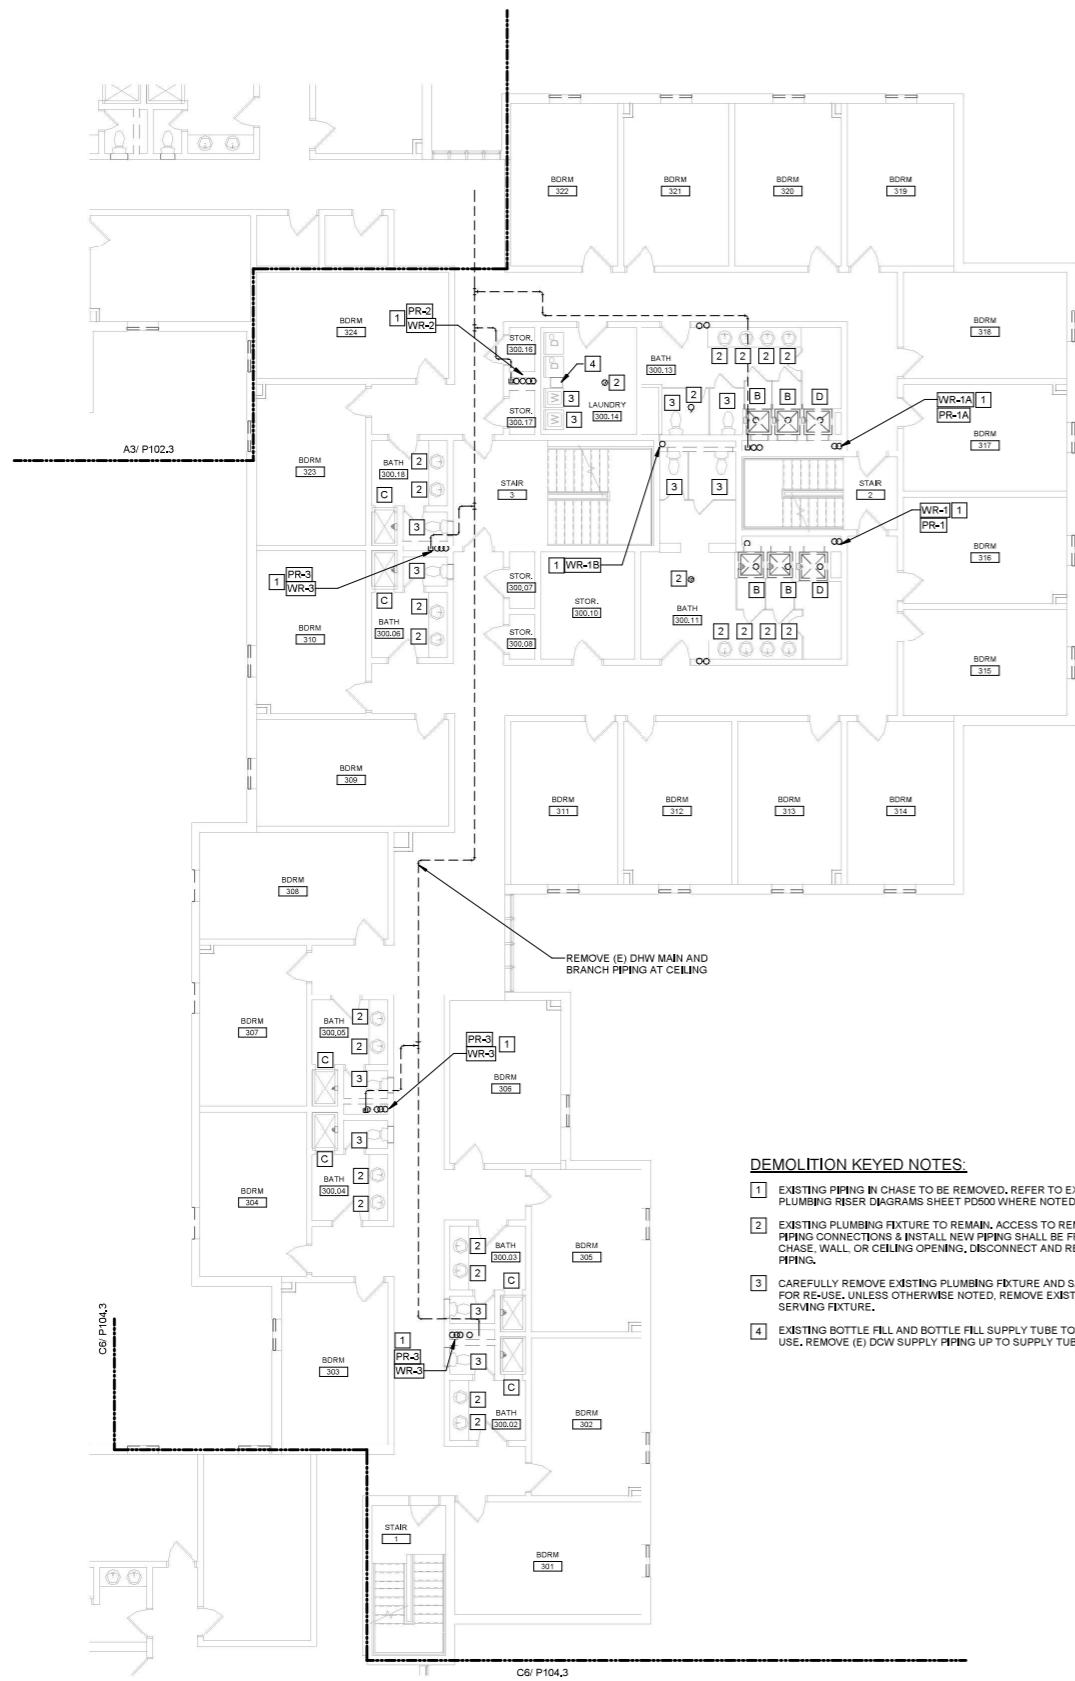 BDRM
322
BDRM
321
BDRM
320
BDRM
319
BDRM
324
1 PR-2
WR-2
STOR.
300.16
4
BATH
300.13
2 2 2 2
BDRM
318
2
LAUNDRY
300.14
3
W
3
W
STOR.
300.17
3 2 3
B B D
WR-1A 1
PR-1A
BDRM
317
A3/ P102.3
BDRM
323
BATH
300.18
2
2
C
STAIR
3
3 3
STAIR
2
3
WR-1 1
PR-1
BDRM
316
1 PR-3
WR-3
3
C
1 WR-1B
STOR.
300.07
STOR.
300.10
2
B B D
BATH
300.06
2
2
BDRM
310
STOR.
300.08
BATH
300.11
2 2 2 2
BDRM
315
BDRM
309
BDRM
311
BDRM
312
BDRM
313
BDRM
314
BDRM
308
REMOVE (E) DHW MAIN AND
BRANCH PIPING AT CEILING
BDRM
307
BATH
300.05
2
2
C
3
PR-3 1
WR-3
BDRM
306
3
C
BATH
300.04
2
2
BDRM
304
DEMOLITION KEYED NOTES:
1 EXISTING PIPING IN CHASE TO BE REMOVED. REFER TO
PLUMBING RISER DIAGRAMS SHEET PD500 WHERE NOTED
2 EXISTING PLUMBING FIXTURE TO REMAIN. ACCESS TO
PIPING CONNECTIONS & INSTALL NEW PIPING SHALL BE
CHASE, WALL, OR CEILING OPENING. DISCONNECT AND
PIPING.
3 CAREFULLY REMOVE EXISTING PLUMBING FIXTURE AND
FOR RE-USE. UNLESS OTHERWISE NOTED, REMOVE
SERVING FIXTURE.
4 EXISTING BOTTLE FILL AND BOTTLE FILL SUPPLY TUBE TO
USE. REMOVE (E) DCW SUPPLY PIPING UP TO SUPPLY
2
2
BATH
300.03
BDRM
305
C
3
C6/ P104.3
1
PR-3
WR-3
3
C
BDRM
303
2
2
BATH
300.02
BDRM
302
STAIR
1
BDRM
301
C6/ P104.3